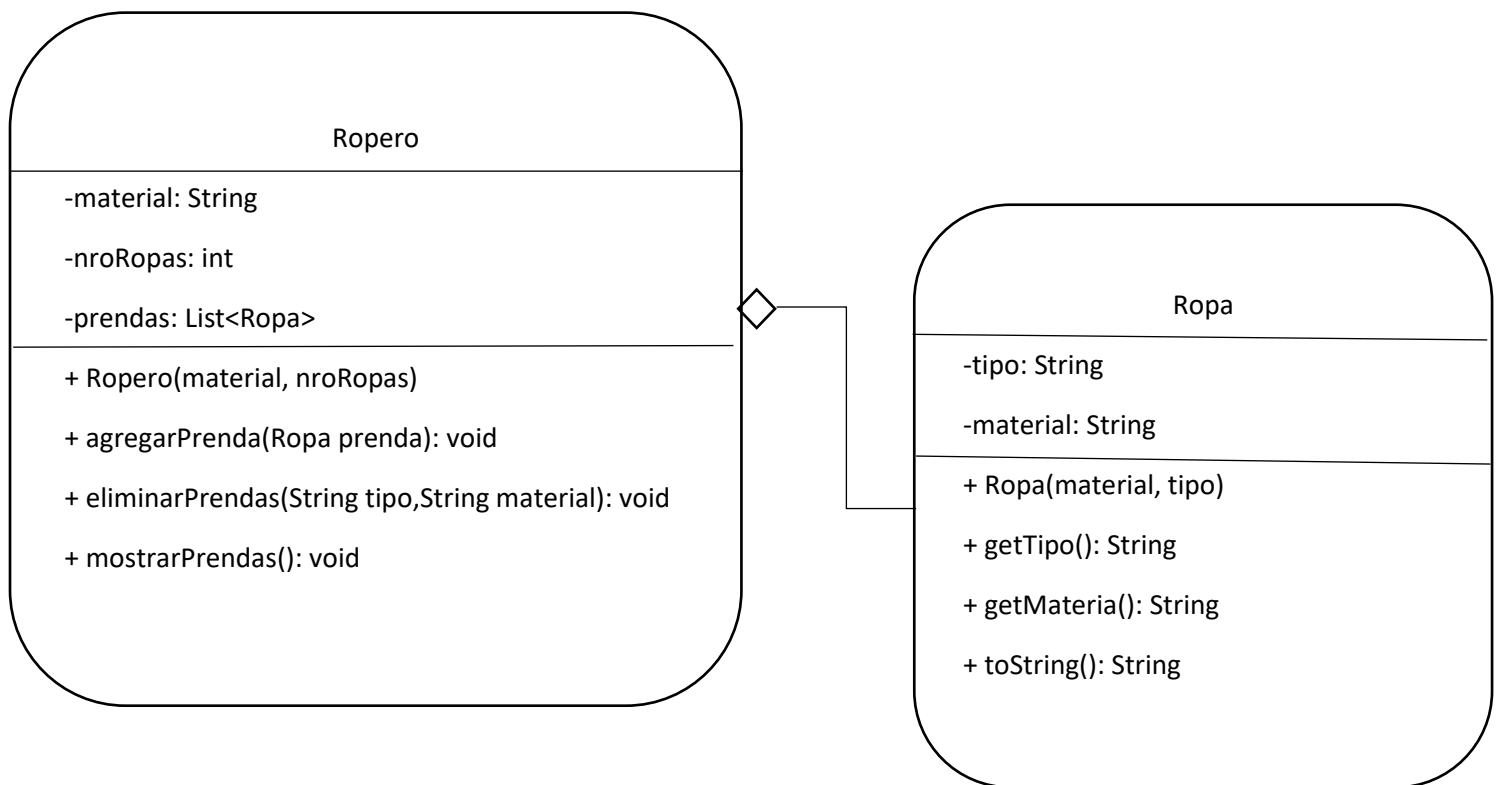 Ropero
-material: String
-nroRopas: int
-prendas: List<Ropa>
+ Ropero(material, nroRopas)
+ agregarPrenda(Ropa prenda): void
+ eliminarPrendas(String tipo,String material): void
+ mostrarPrendas(): void
Ropa
-tipo: String
-material: String
+ Ropa(material, tipo)
+ getTipo(): String
+ getMateria(): String
+ toString(): String